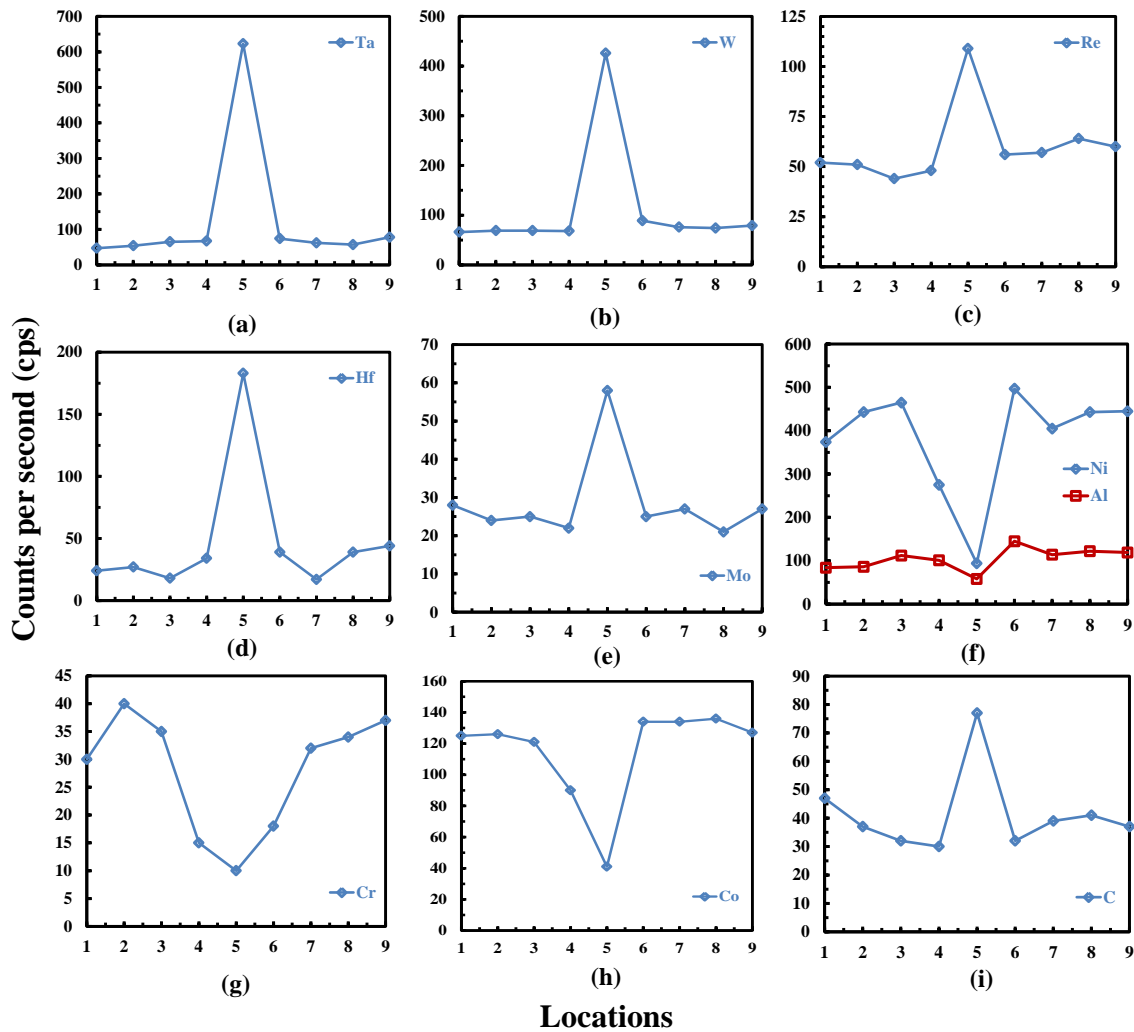 Counts per second (cps)
700
600
500
400
300
200
100
0
Ta
1 2 3 4 5 6 7 8 9
(a)
500
400
300
200
100
0
W
1 2 3 4 5 6 7 8 9
(b)
125
100
75
50
25
0
Re
1 2 3 4 5 6 7 8 9
(c)
200
150
100
50
0
Hf
1 2 3 4 5 6 7 8 9
(d)
70
60
50
40
30
20
10
0
Mo
1 2 3 4 5 6 7 8 9
(e)
600
500
400
300
200
100
0
Ni
Al
1 2 3 4 5 6 7 8 9
(f)
45
40
35
30
25
20
15
10
5
0
Cr
1 2 3 4 5 6 7 8 9
(g)
160
140
120
100
80
60
40
20
0
Co
1 2 3 4 5 6 7 8 9
(h)
90
80
70
60
50
40
30
20
10
0
C
1 2 3 4 5 6 7 8 9
(i)
Locations